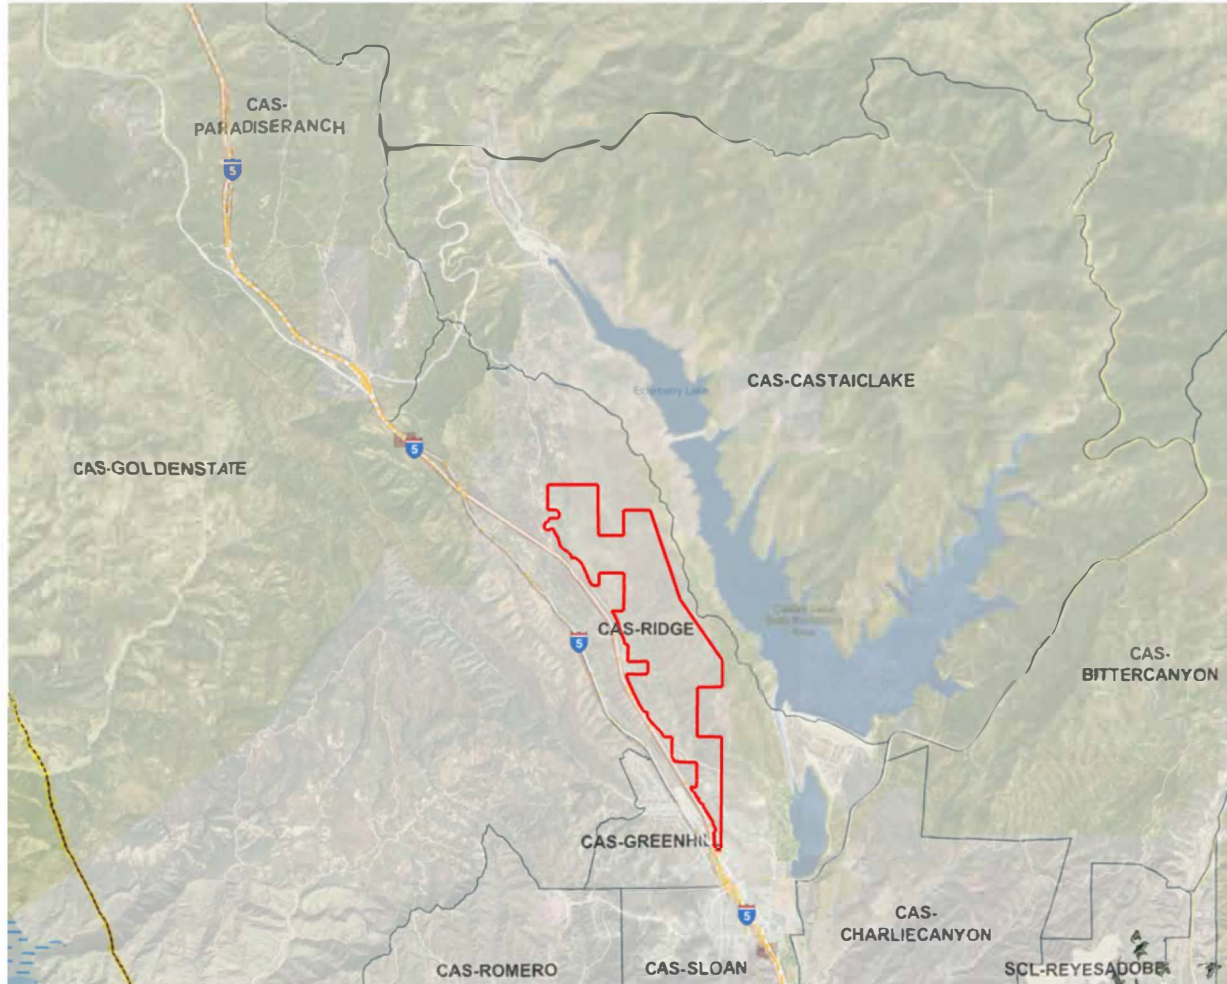 CAS-
PARADISERANCH
5
CAS-CASTAICLAKE
5
CAS-GOLDENSTATE
CAS-RIDGE
5
CAS-
BITTERCANYON
CAS-GREENHIL
5
CAS-
CHARLIECANYON
CAS-ROMERO
CAS-SLOAN
SCL-REYESADOBE